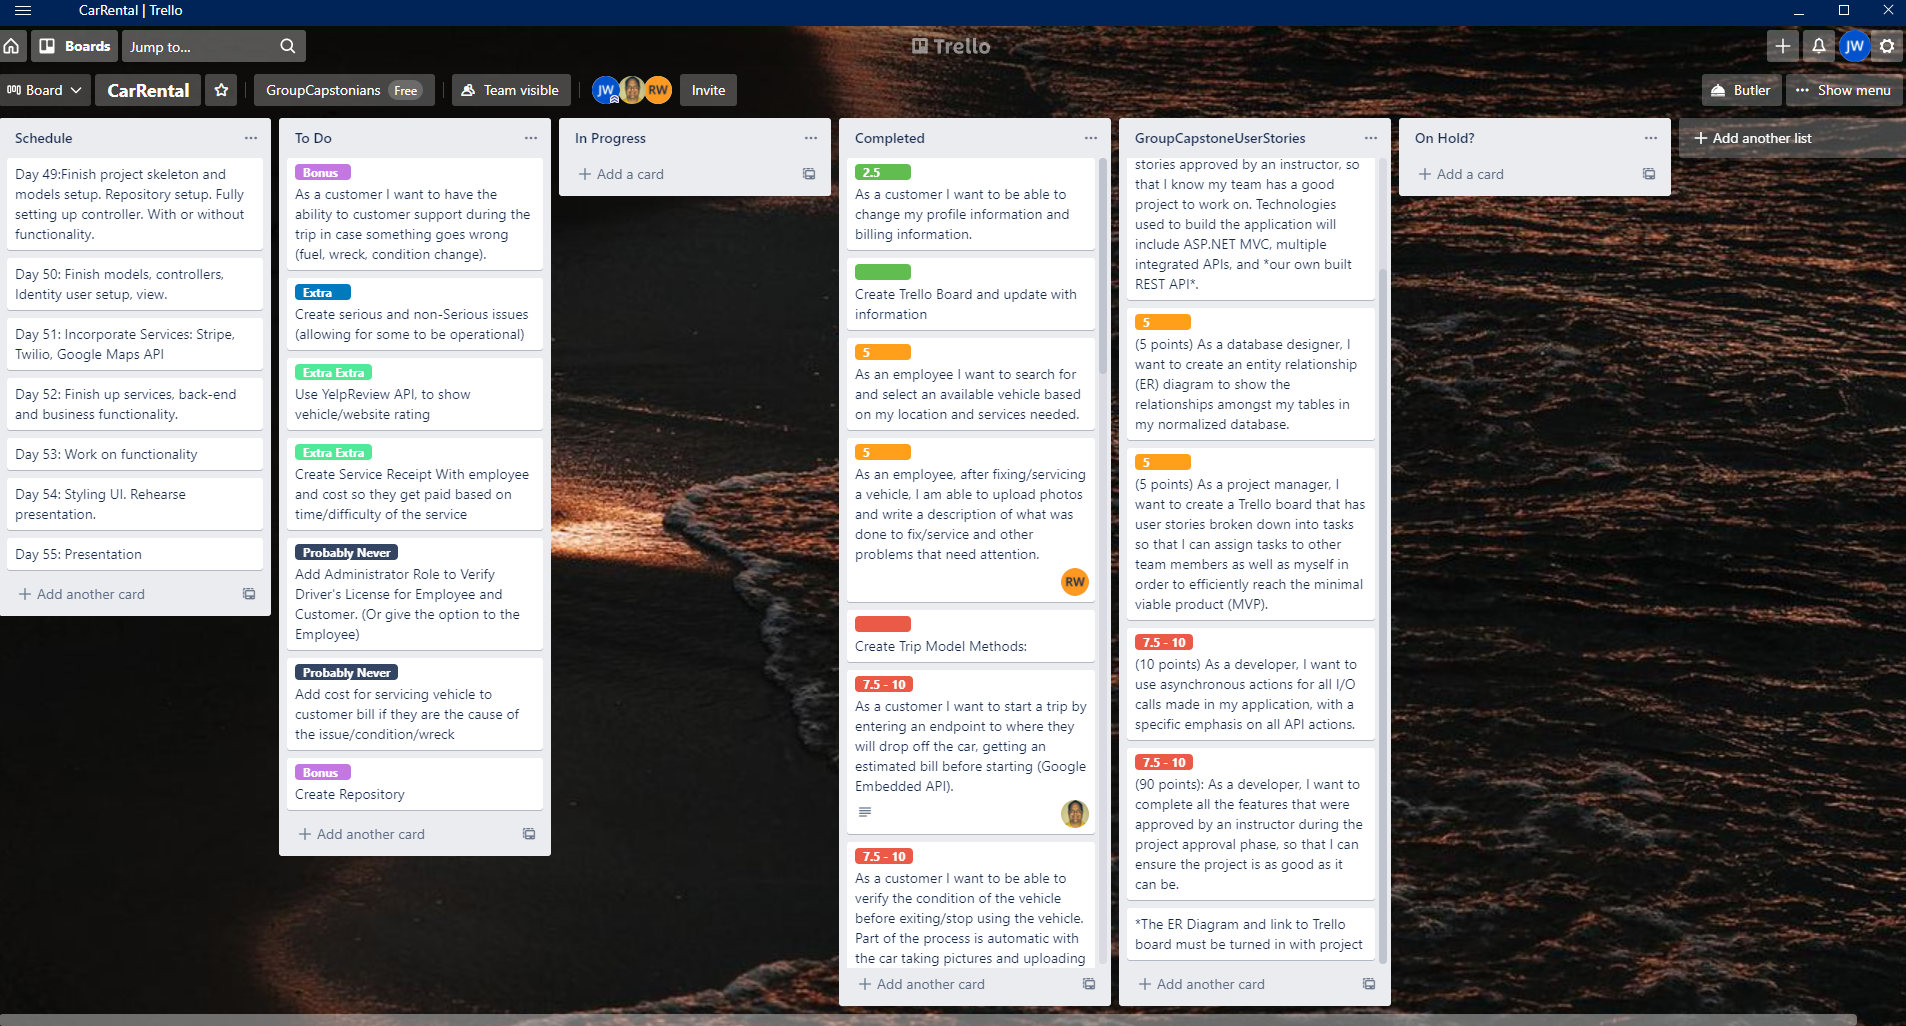 CarRental | Trello
Boards
Jump to...
Trello
JW
Board
CarRental
GroupCapstonians Free
Team visible
JW
RW
Invite
Butler
Show menu
Schedule
Day 49:Finish project skeleton and
models setup. Repository setup. Fully
setting up controller. With or without
functionality.
Day 50: Finish models, controllers,
Identity user setup, view.
Day 51: Incorporate Services: Stripe,
Twilio, Google Maps API
Day 52: Finish up services, back-end
and business functionality.
Day 53: Work on functionality
Day 54: Styling UI. Rehearse
presentation.
Day 55: Presentation
Add another card
To Do
Bonus
As a customer I want to have the
ability to customer support during the
trip in case something goes wrong
(fuel, wreck, condition change).
Extra
Create serious and non-Serious issues
(allowing for some to be operational)
Extra Extra
Use YelpReview API, to show
vehicle/website rating
Extra Extra
Create Service Receipt With employee
and cost so they get paid based on
time/difficulty of the service
Probably Never
Add Administrator Role to Verify
Driver's License for Employee and
Customer. (Or give the option to the
Employee)
Probably Never
Add cost for servicing vehicle to
customer bill if they are the cause of
the issue/condition/wreck
Bonus
Create Repository
Add another card
In Progress
Add a card
Completed
2.5
As a customer I want to be able to
change my profile information and
billing information.
Create Trello Board and update with
information
5
As an employee I want to search for
and select an available vehicle based
on my location and services needed.
5
As an employee, after fixing/servicing
a vehicle, I am able to upload photos
and write a description of what was
done to fix/service and other
problems that need attention.
RW
Create Trip Model Methods:
7.5 - 10
As a customer I want to start a trip by
entering an endpoint to where they
will drop off the car, getting an
estimated bill before starting (Google
Embedded API).
7.5 - 10
As a customer I want to be able to
verify the condition of the vehicle
before exiting/stop using the vehicle.
Part of the process is automatic with
the car taking pictures and uploading
Add another card
GroupCapstoneUserStories
stories approved by an instructor, so
that I know my team has a good
project to work on. Technologies
used to build the application will
include ASP.NET MVC, multiple
integrated APIs, and *our own built
REST API*.
5
(5 points) As a database designer, I
want to create an entity relationship
(ER) diagram to show the
relationships amongst my tables in
my normalized database.
5
(5 points) As a project manager, I
want to create a Trello board that has
user stories broken down into tasks
so that I can assign tasks to other
team members as well as myself in
order to efficiently reach the minimal
viable product (MVP).
7.5 - 10
(10 points) As a developer, I want to
use asynchronous actions for all I/O
calls made in my application, with a
specific emphasis on all API actions.
7.5 - 10
(90 points): As a developer, I want to
complete all the features that were
approved by an instructor during the
project approval phase, so that I can
ensure the project is as good as it
can be.
*The ER Diagram and link to Trello
board must be turned in with project
Add another card
On Hold?
Add a card
Add another list